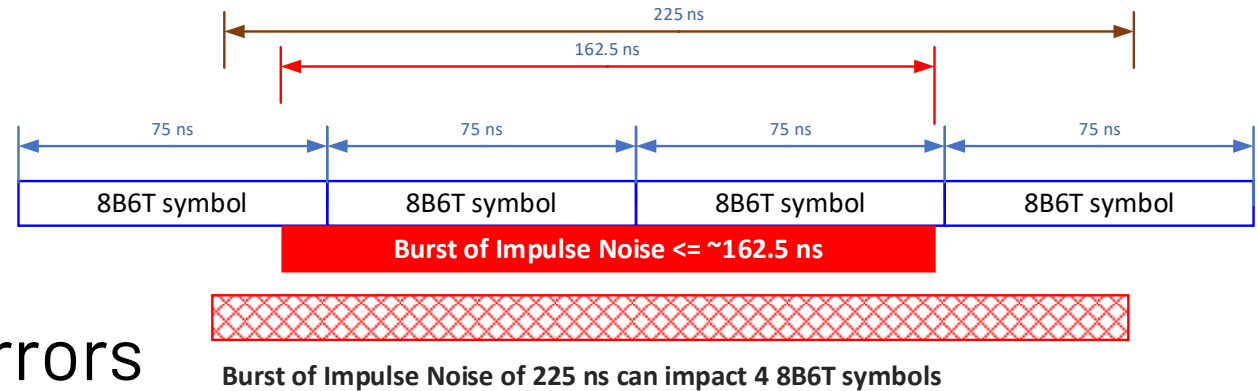 225 ns
162.5 ns
75 ns 75 ns 75 ns 75 ns
8B6T symbol 8B6T symbol 8B6T symbol 8B6T symbol
Burst of Impulse Noise <= ~162.5 ns
rrors
Burst of Impulse Noise of 225 ns can impact 4 8B6T symbols